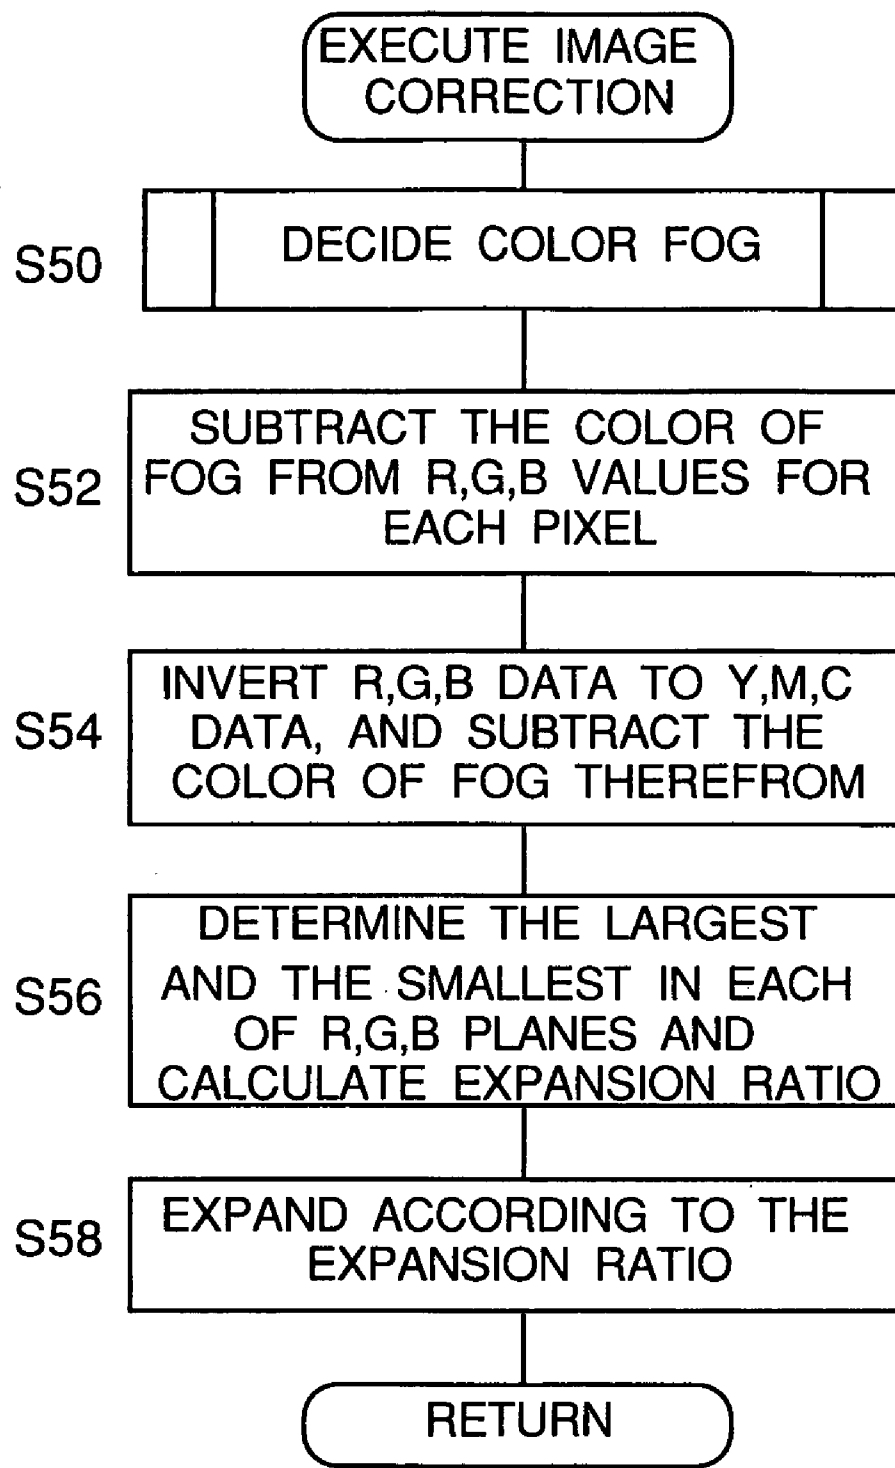 EXECUTE IMAGE
CORRECTION
S50
DECIDE COLOR FOG
S52
SUBTRACT THE COLOR OF
FOG FROM R,G,B VALUES FOR
EACH PIXEL
S54
INVERT R,G,B DATA TO Y,M,C
DATA, AND SUBTRACT THE
COLOR OF FOG THEREFROM
S56
DETERMINE THE LARGEST
AND THE SMALLEST IN EACH
OF R,G,B PLANES AND
CALCULATE EXPANSION RATIO
S58
EXPAND ACCORDING TO THE
EXPANSION RATIO
RETURN